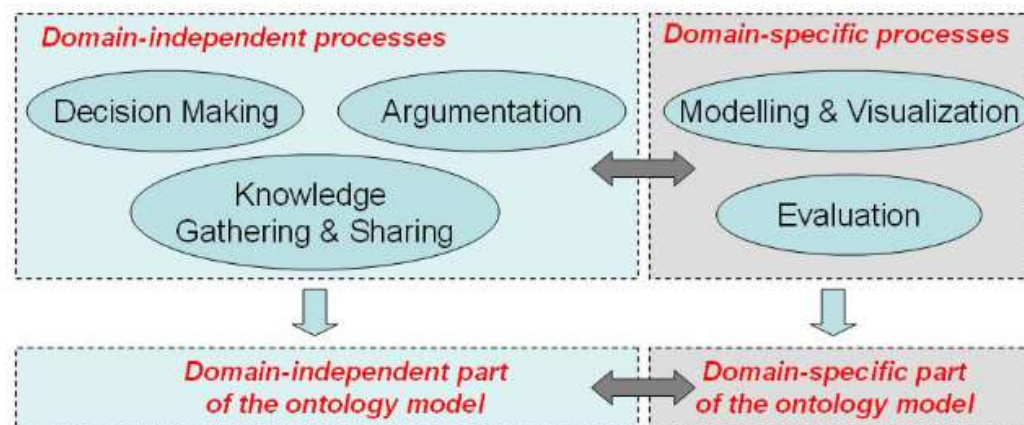 Domain-independent processes
Decision Making
Argumentation
Knowledge
Gathering & Sharing
Domain-specific processes
Modelling & Visualization
Evaluation
Domain-independent part
of the ontology model
Domain-specific part
of the ontology model